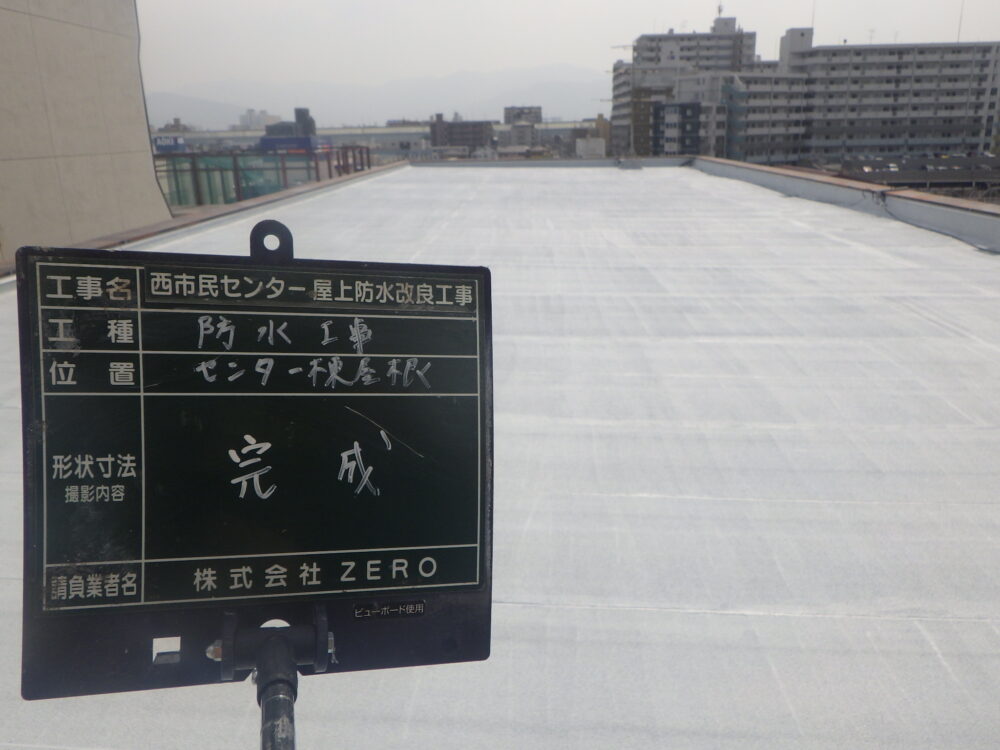 AOKI
工事名 西市民センター 屋上防水改良工事
工種 防水工事
位置 センター棟屋根
形状寸法
撮影内容
完成
請負業者名 株式会社 ZERO
ビューボード使用